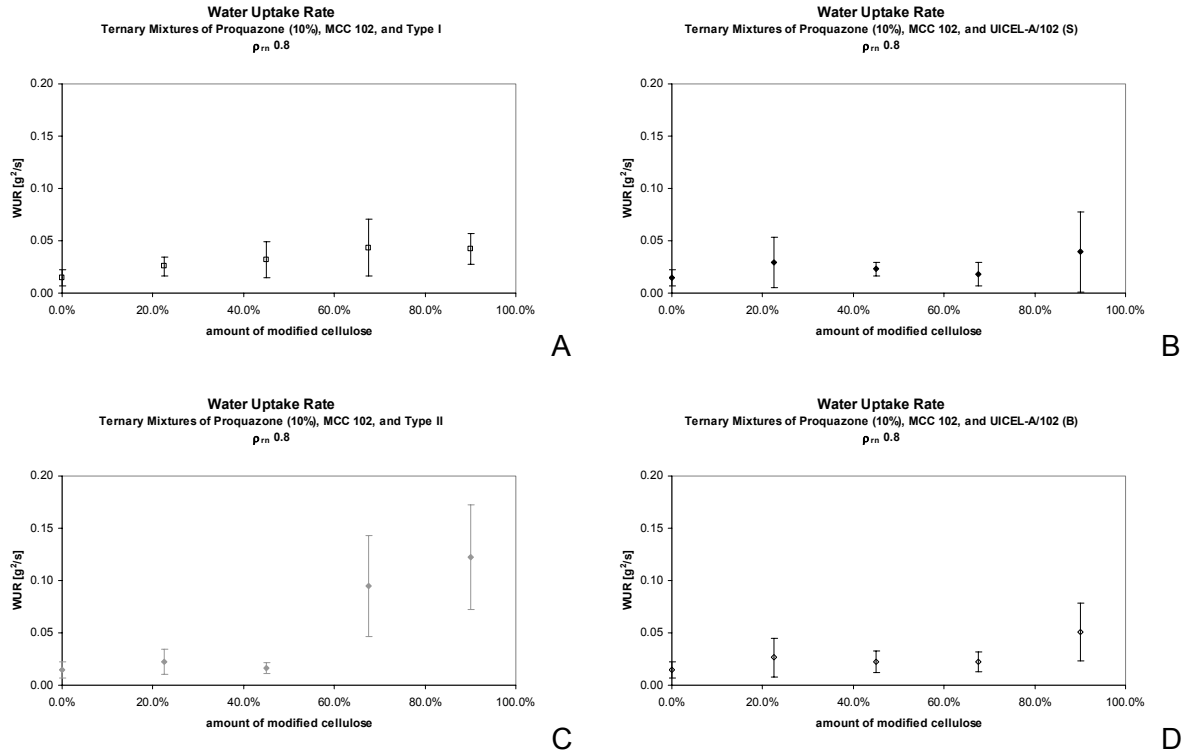 Water Uptake Rate
Ternary Mixtures of Proquazone (10%), MCC 102, and Type I
ρrn 0.8
0.20
0.15
0.10
0.05
0.00
WUR [g²/s]
0.0% 20.0% 40.0% 60.0% 80.0% 100.0%
amount of modified cellulose
A
Water Uptake Rate
Ternary Mixtures of Proquazone (10%), MCC 102, and UICEL-A/102 (S)
ρrn 0.8
0.20
0.15
0.10
0.05
0.00
WUR [g²/s]
0.0% 20.0% 40.0% 60.0% 80.0% 100.0%
amount of modified cellulose
B
Water Uptake Rate
Ternary Mixtures of Proquazone (10%), MCC 102, and Type II
ρrn 0.8
0.20
0.15
0.10
0.05
0.00
WUR [g²/s]
0.0% 20.0% 40.0% 60.0% 80.0% 100.0%
amount of modified cellulose
C
Water Uptake Rate
Ternary Mixtures of Proquazone (10%), MCC 102, and UICEL-A/102 (B)
ρrn 0.8
0.20
0.15
0.10
0.05
0.00
WUR [g²/s]
0.0% 20.0% 40.0% 60.0% 80.0% 100.0%
amount of modified cellulose
D